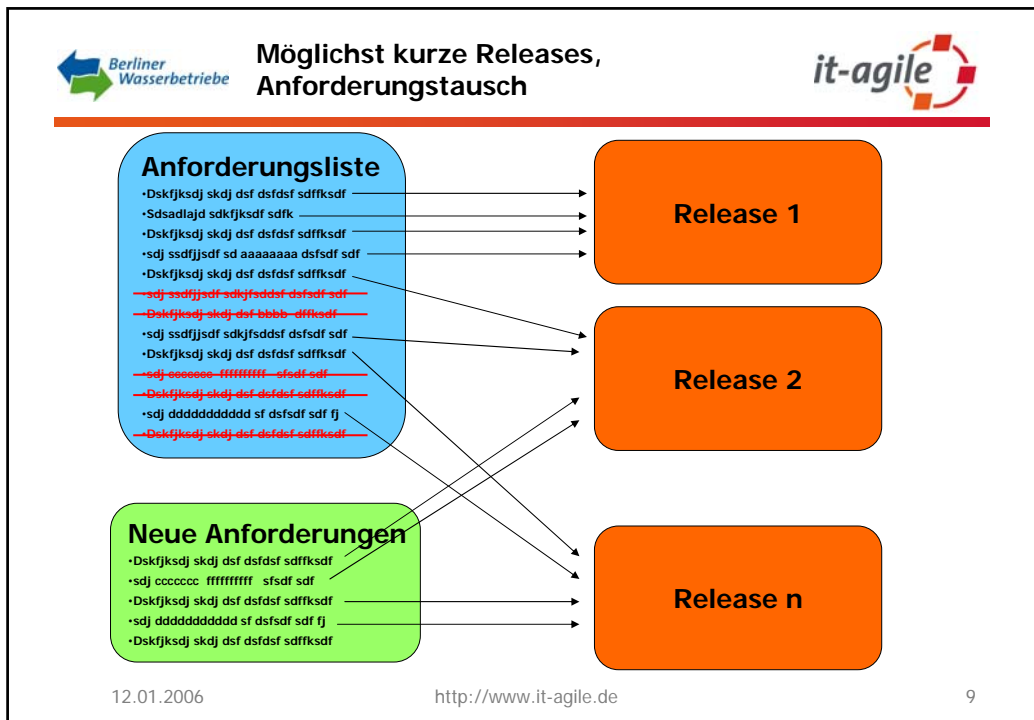 Berliner
Wasserbetriebe
Möglichst kurze Releases,
Anforderungstausch
it-agile
Anforderungsliste
•Dskfjksdj skdj dsf dsfdsf sdffksdf
•Sdsadlajd sdkfjksdf sdfk
•Dskfjksdj skdj dsf dsfdsf sdffksdf
•sdj ssdfjjsdf sd aaaaaaaa dsfsdf sdf
•Dskfjksdj skdj dsf dsfdsf sdffksdf
•sdj ssdfjjsdf sdkjfsddsf dsfsdf sdf
•Dskfjksdj skdj dsf bbbb dffksdf
•sdj ssdfjjsdf sdkjfsddsf dsfsdf sdf
•Dskfjksdj skdj dsf dsfdsf sdffksdf
•sdj ccccccc ffffffffff sfsdf sdf
•Dskfjksdj skdj dsf dsfdsf sdffksdf
•sdj ddddddddddd sf dsfsdf sdf fj
•Dskfjksdj skdj dsf dsfdsf sdffksdf
Neue Anforderungen
•Dskfjksdj skdj dsf dsfdsf sdffksdf
•sdj ccccccc ffffffffff sfsdf sdf
•Dskfjksdj skdj dsf dsfdsf sdffksdf
•sdj ddddddddddd sf dsfsdf sdf fj
•Dskfjksdj skdj dsf dsfdsf sdffksdf
Release 1
Release 2
Release n
12.01.2006
http://www.it-agile.de
9